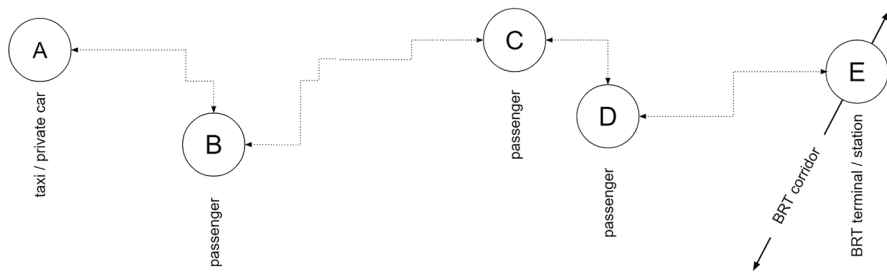 A
taxi / private car
B
passenger
C
passenger
D
passenger
E
BRT terminal / station
BRT corridor